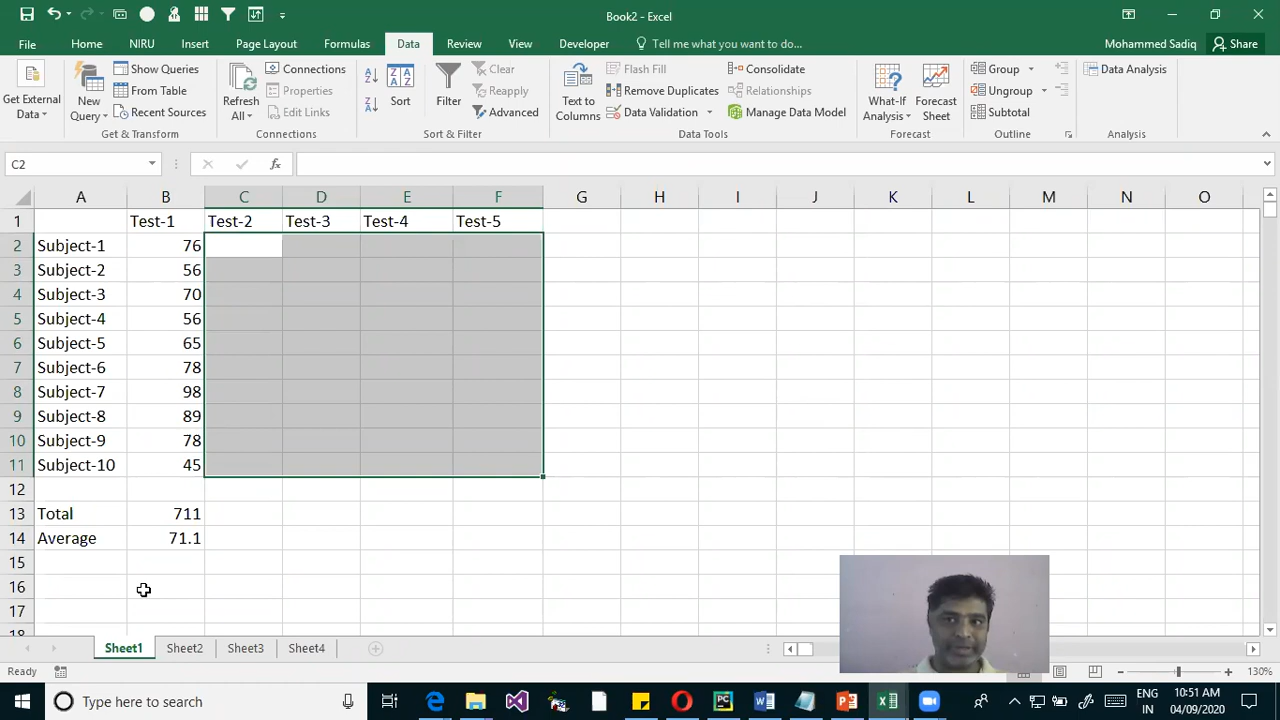 Book2 - Excel
File Home NIRU Insert Page Layout Formulas Data Review View Developer Tell me what you want to do... Mohammed Sadiq Share
Get External Data
New Query
Show Queries
From Table
Recent Sources
Get & Transform
Refresh All
Connections
Properties
Edit Links
Connections
Sort
Filter
Clear
Reapply
Advanced
Sort & Filter
Text to Columns
Flash Fill
Remove Duplicates
Data Validation
Consolidate
Relationships
Manage Data Model
Data Tools
What-If Analysis
Forecast Sheet
Forecast
Group
Ungroup
Subtotal
Outline
Data Analysis
Analysis
C2 fx
A B C D E F G H I J K L M N O
1 Test-1 Test-2 Test-3 Test-4 Test-5
2 Subject-1 76
3 Subject-2 56
4 Subject-3 70
5 Subject-4 56
6 Subject-5 65
7 Subject-6 78
8 Subject-7 98
9 Subject-8 89
10 Subject-9 78
11 Subject-10 45
12
13 Total 711
14 Average 71.1
15
16
17
18
Sheet1 Sheet2 Sheet3 Sheet4
Ready 130%
Type here to search
ENG
IN
10:51 AM
04/09/2020